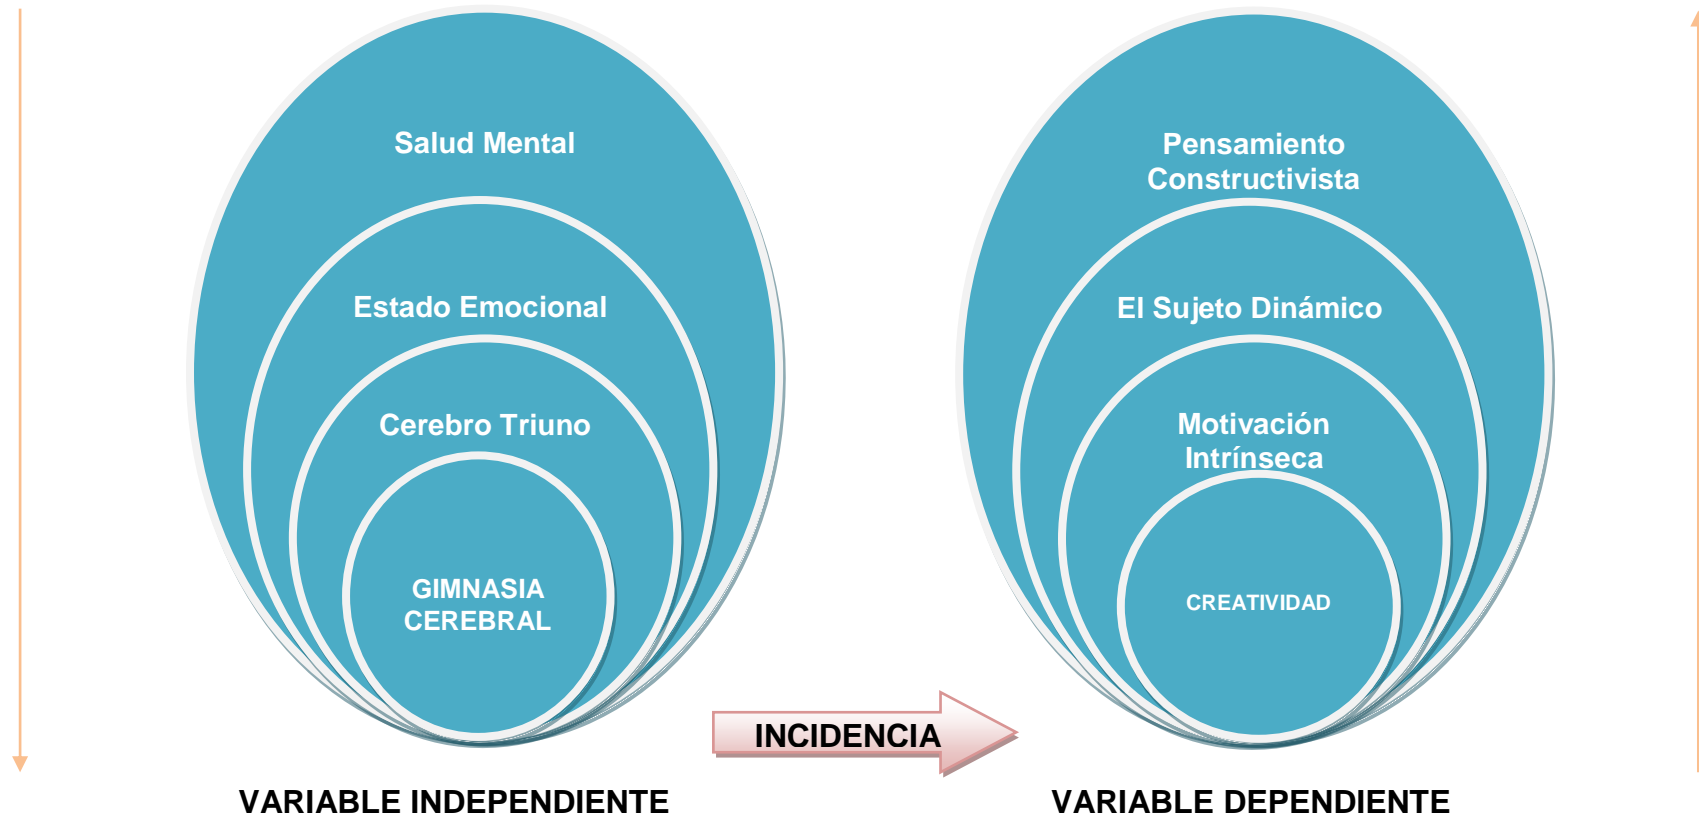 Salud Mental
Estado Emocional
Cerebro Triuno
GIMNASIA
CEREBRAL
Pensamiento
Constructivista
El Sujeto Dinámico
Motivación
Intrínseca
CREATIVIDAD
INCIDENCIA
VARIABLE INDEPENDIENTE
VARIABLE DEPENDIENTE